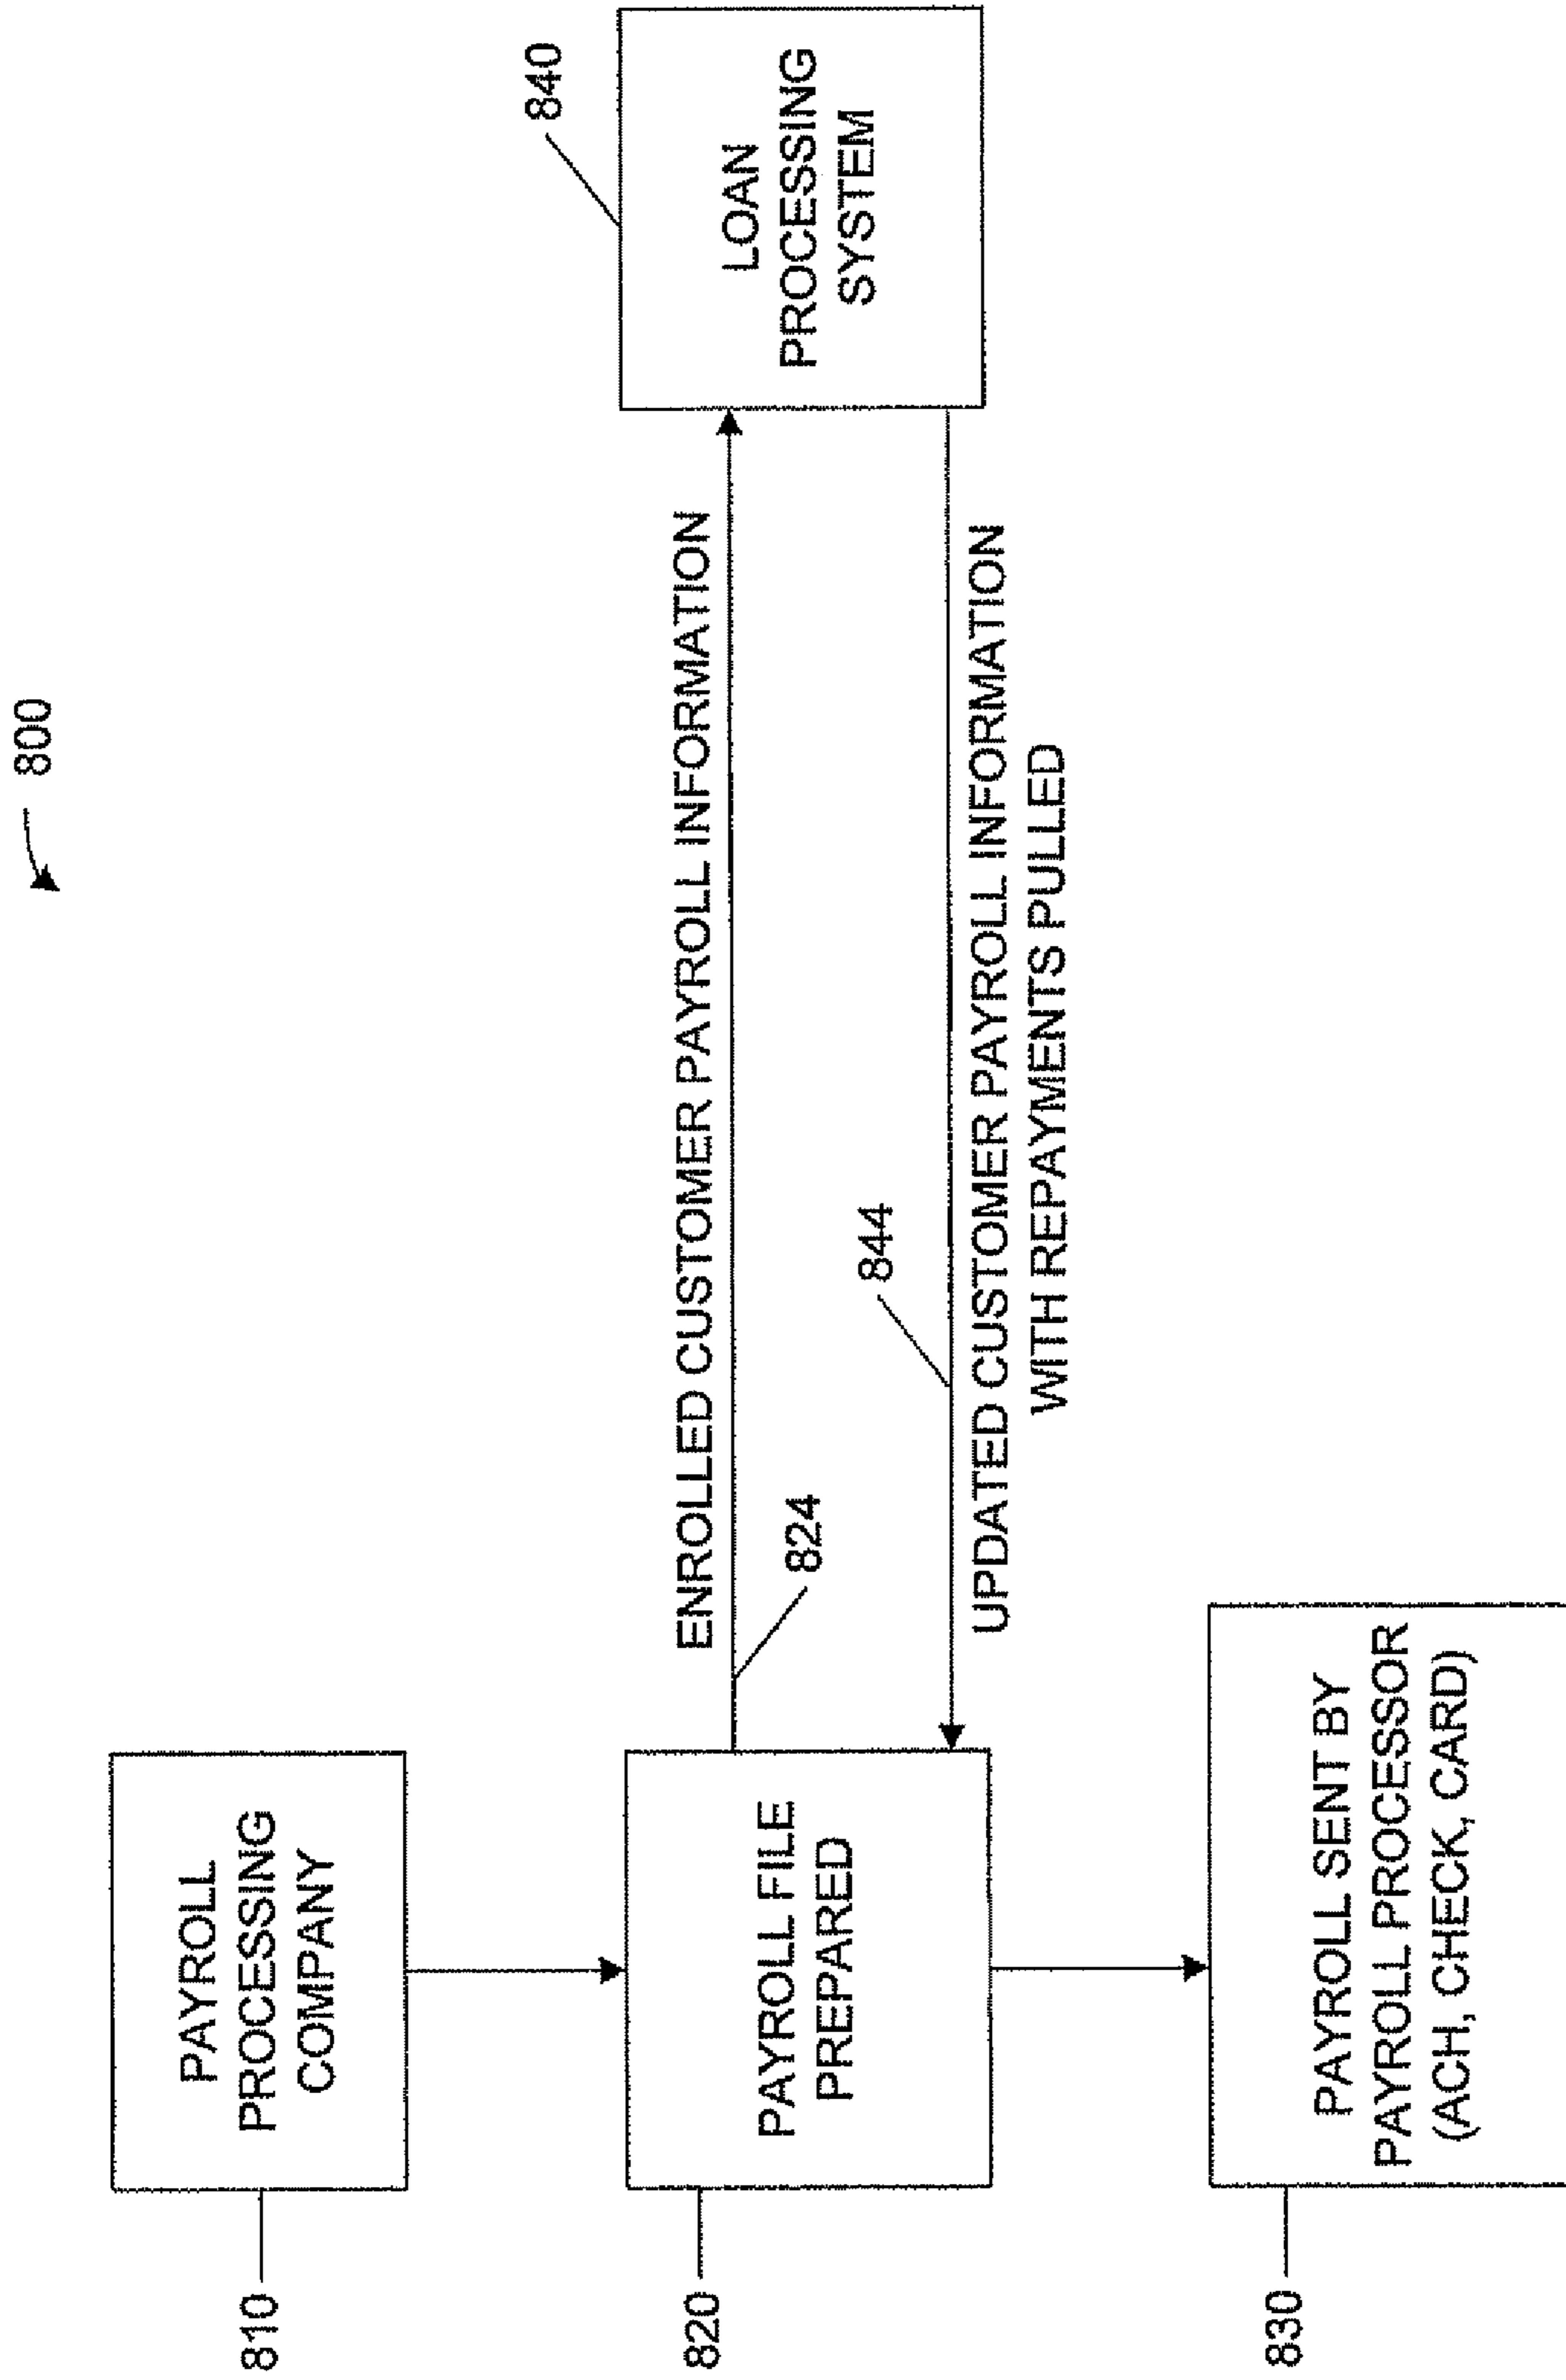 800
810
PAYROLL
PROCESSING
COMPANY
820
PAYROLL FILE
PREPARED
824
ENROLLED CUSTOMER PAYROLL INFORMATION
840
LOAN
PROCESSING
SYSTEM
844
UPDATED CUSTOMER PAYROLL INFORMATION
WITH REPAYMENTS PULLED
830
PAYROLL SENT BY
PAYROLL PROCESSOR
(ACH, CHECK, CARD)